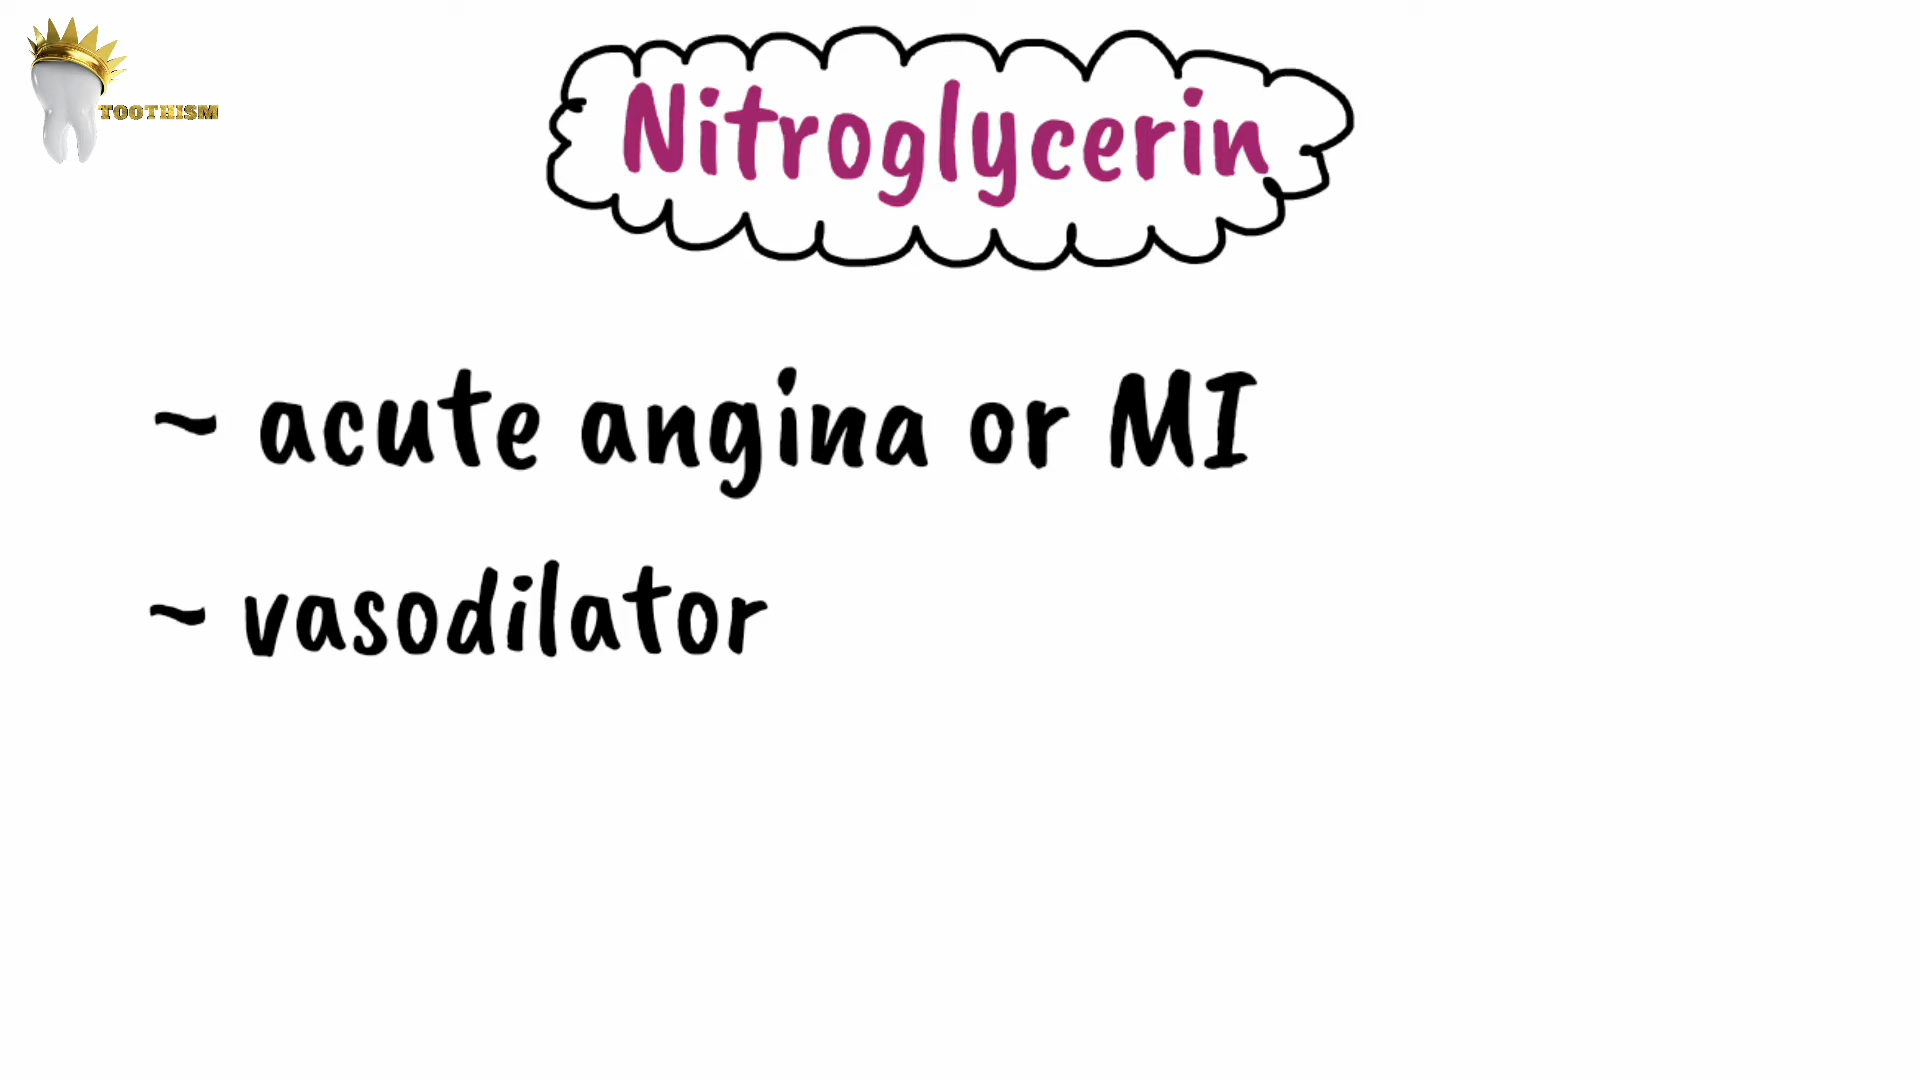 TOOTHISM
Nitroglycerin
~ acute angina or MI
~ vasodilator